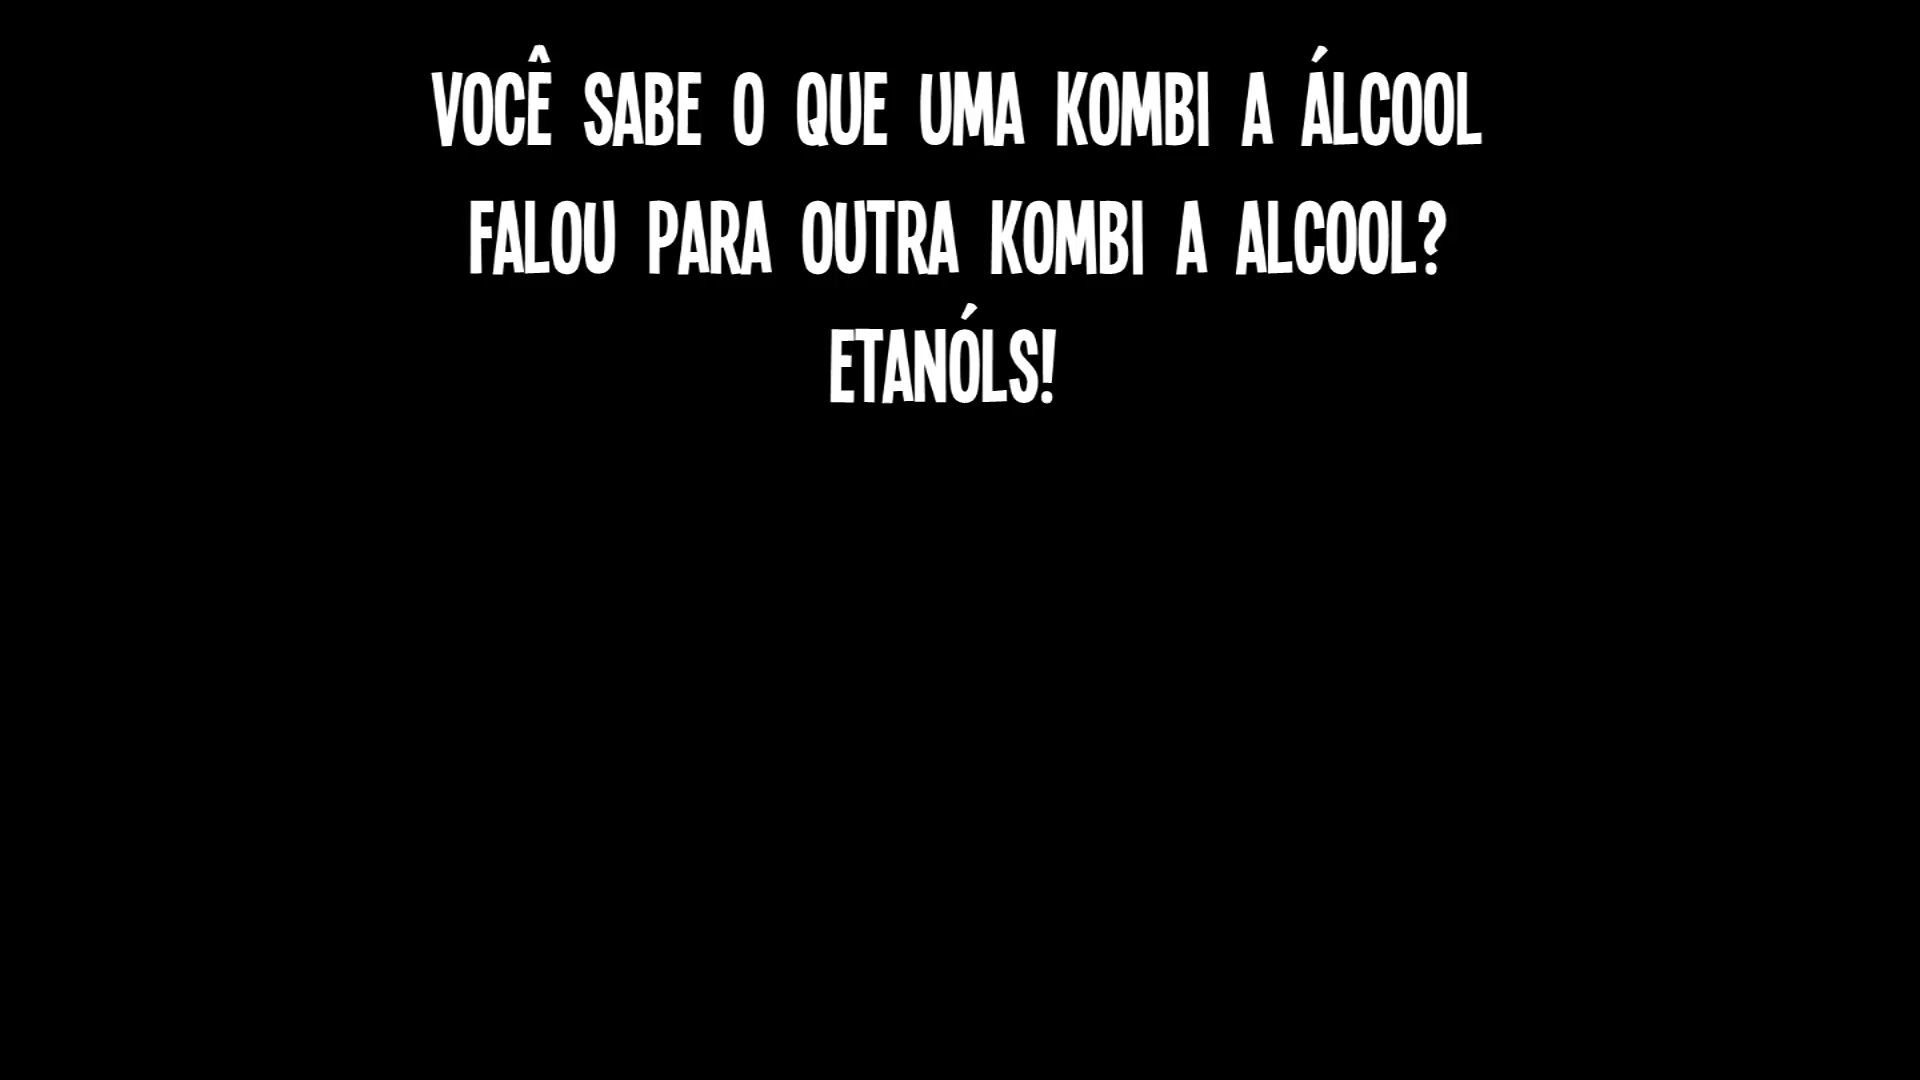 VOCÊ SABE O QUE UMA KOMBI A ÁLCOOL
FALOU PARA OUTRA KOMBI A ALCOOL?
ETANÓLS!